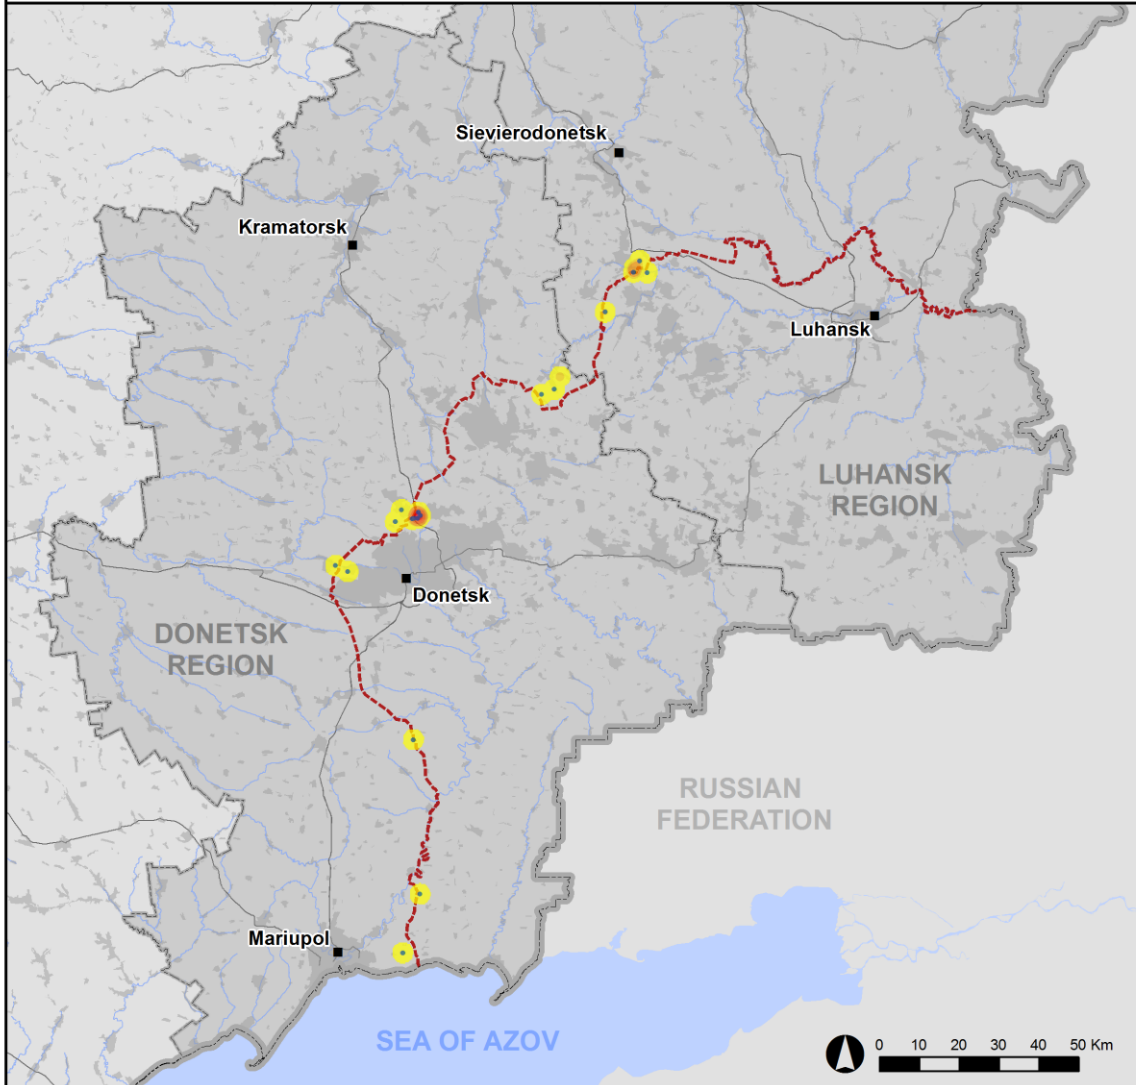 Sievierodonetsk
Kramatorsk
Luhansk
LUHANSK
REGION
Donetsk
DONETSK
REGION
RUSSIAN
FEDERATION
Mariupol
SEA OF AZOV
0 10 20 30 40 50 Km